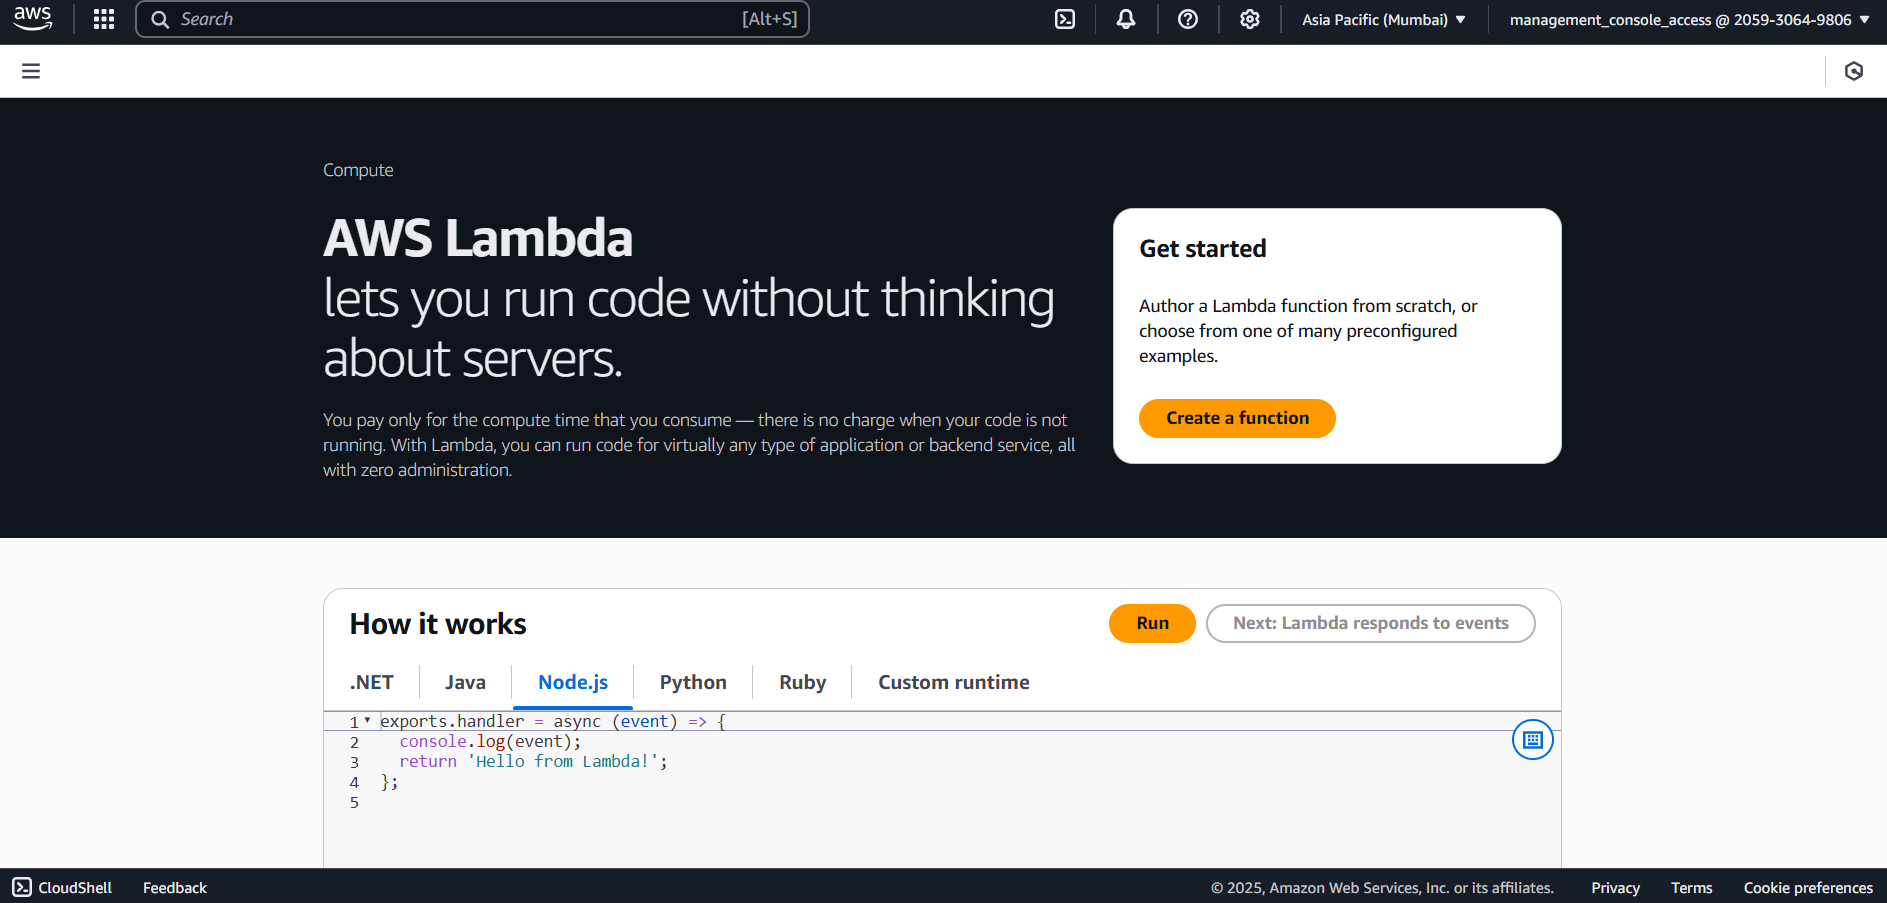 aws
Search
[Alt+S]
Asia Pacific (Mumbai)
management_console_access @ 2059-3064-9806
Compute
AWS Lambda
lets you run code without thinking
about servers.
You pay only for the compute time that you consume — there is no charge when your code is not
running. With Lambda, you can run code for virtually any type of application or backend service, all
with zero administration.
Get started
Author a Lambda function from scratch, or
choose from one of many preconfigured
examples.
Create a function
How it works
Run
Next: Lambda responds to events
.NET
Java
Node.js
Python
Ruby
Custom runtime
1 exports.handler = async (event) => {
2 console.log(event);
3 return 'Hello from Lambda!';
4 };
5
CloudShell
Feedback
© 2025, Amazon Web Services, Inc. or its affiliates.
Privacy
Terms
Cookie preferences